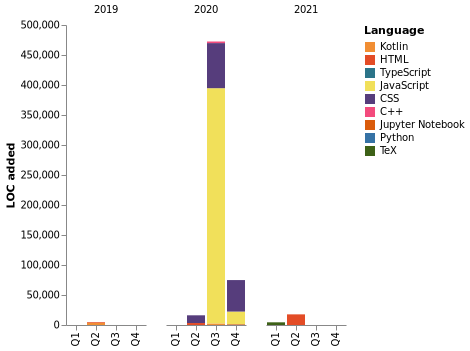 2019 2020 2021
LOC added
500,000
450,000
400,000
350,000
300,000
250,000
200,000
150,000
100,000
50,000
0
Q1 Q2 Q3 Q4 Q1 Q2 Q3 Q4 Q1 Q2 Q3 Q4
Language
Kotlin
HTML
TypeScript
JavaScript
CSS
C++
Jupyter Notebook
Python
TeX